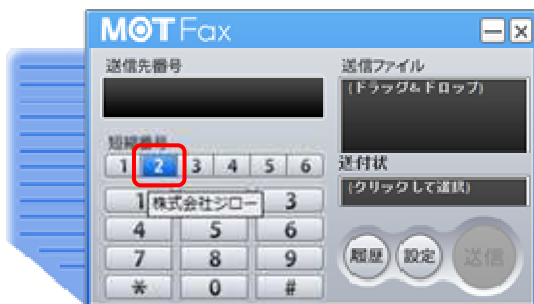 MOT Fax
送信先番号
送信ファイル
(ドラッグ&ドロップ)
短縮番号
1 2 3 4 5 6
送付状
(クリックして選択)
1 株式会社ジロー 3
4 5 6
7 8 9
* 0 #
履歴 設定 送信